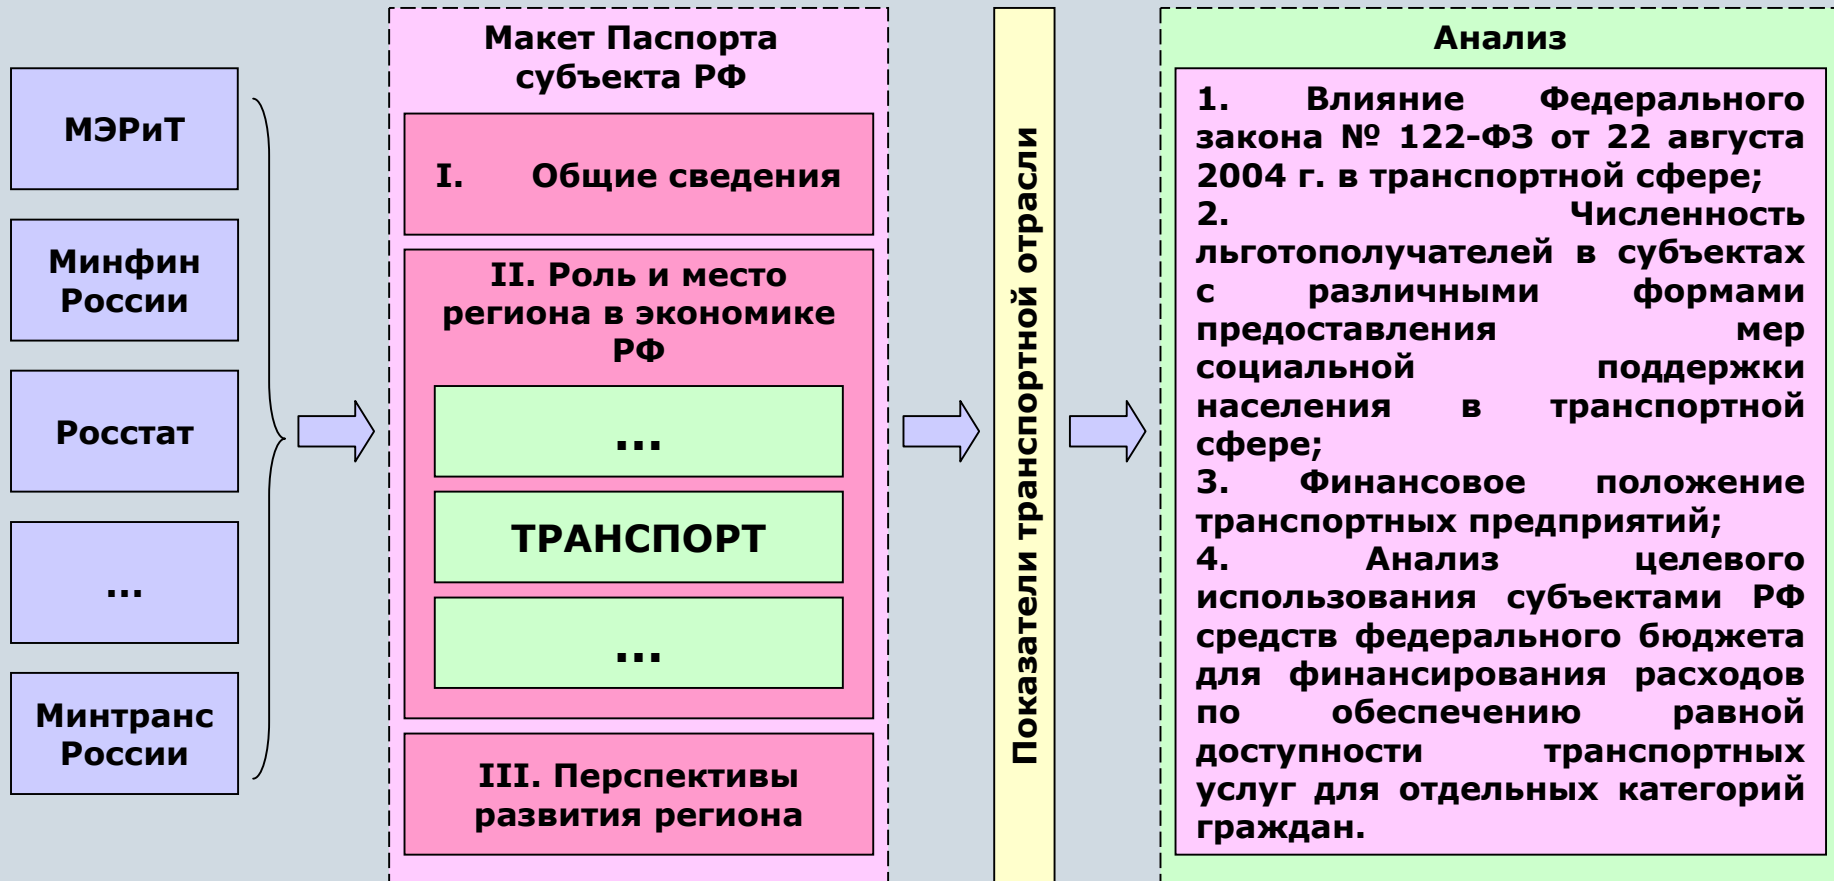 МЭРиТ
Минфин
России
Росстат
...
Минтранс
России
Макет Паспорта
субъекта РФ
I. Общие сведения
II. Роль и место
региона в экономике
РФ
...
ТРАНСПОРТ
...
III. Перспективы
развития региона
Показатели транспортной отрасли
Анализ
1. Влияние Федерального
закона № 122-ФЗ от 22 августа
2004 г. в транспортной сфере;
2. Численность
льготополучателей в субъектах
с различными формами
предоставления мер
социальной поддержки
населения в транспортной
сфере;
3. Финансовое положение
транспортных предприятий;
4. Анализ целевого
использования субъектами РФ
средств федерального бюджета
для финансирования расходов
по обеспечению равной
доступности транспортных
услуг для отдельных категорий
граждан.